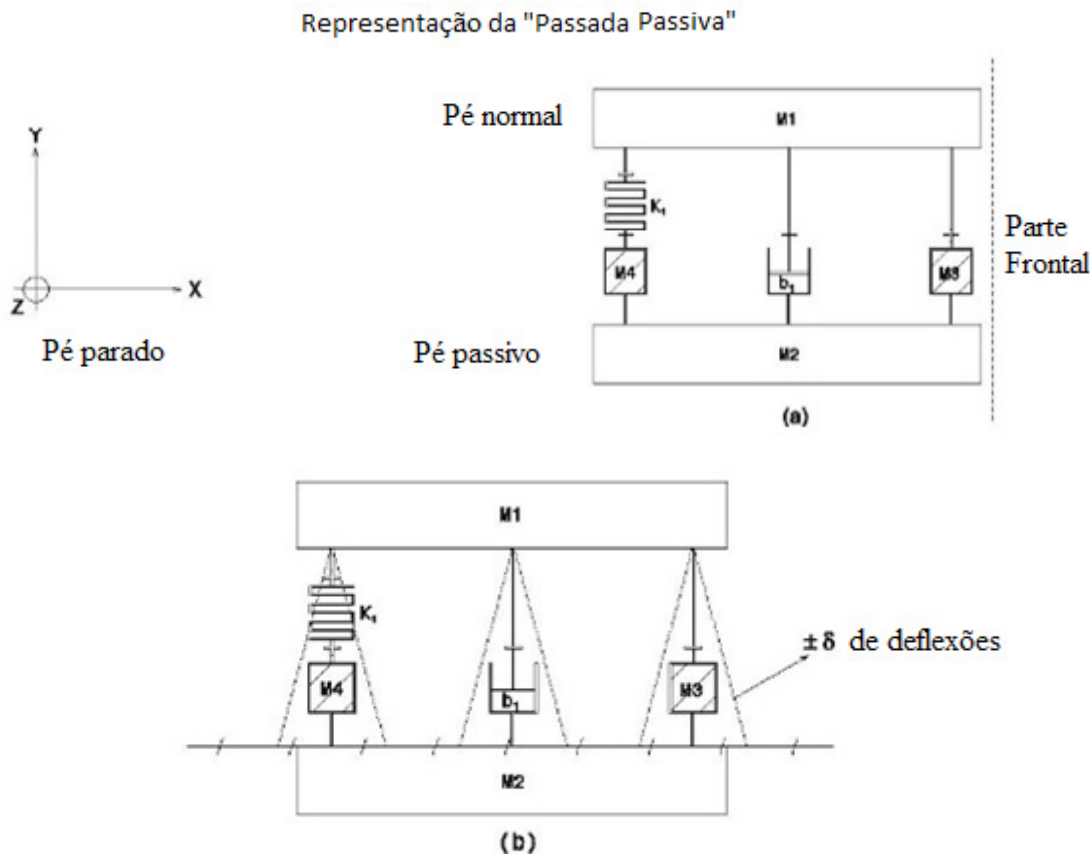 Representação da "Passada Passiva"
Pé normal
M1
Y
K₁
Parte
Frontal
M4
b₁
M3
X
Z
Pé parado
Pé passivo
M2
(a)
M1
K₁
±δ de deflexões
M4
b₁
M3
M2
(b)